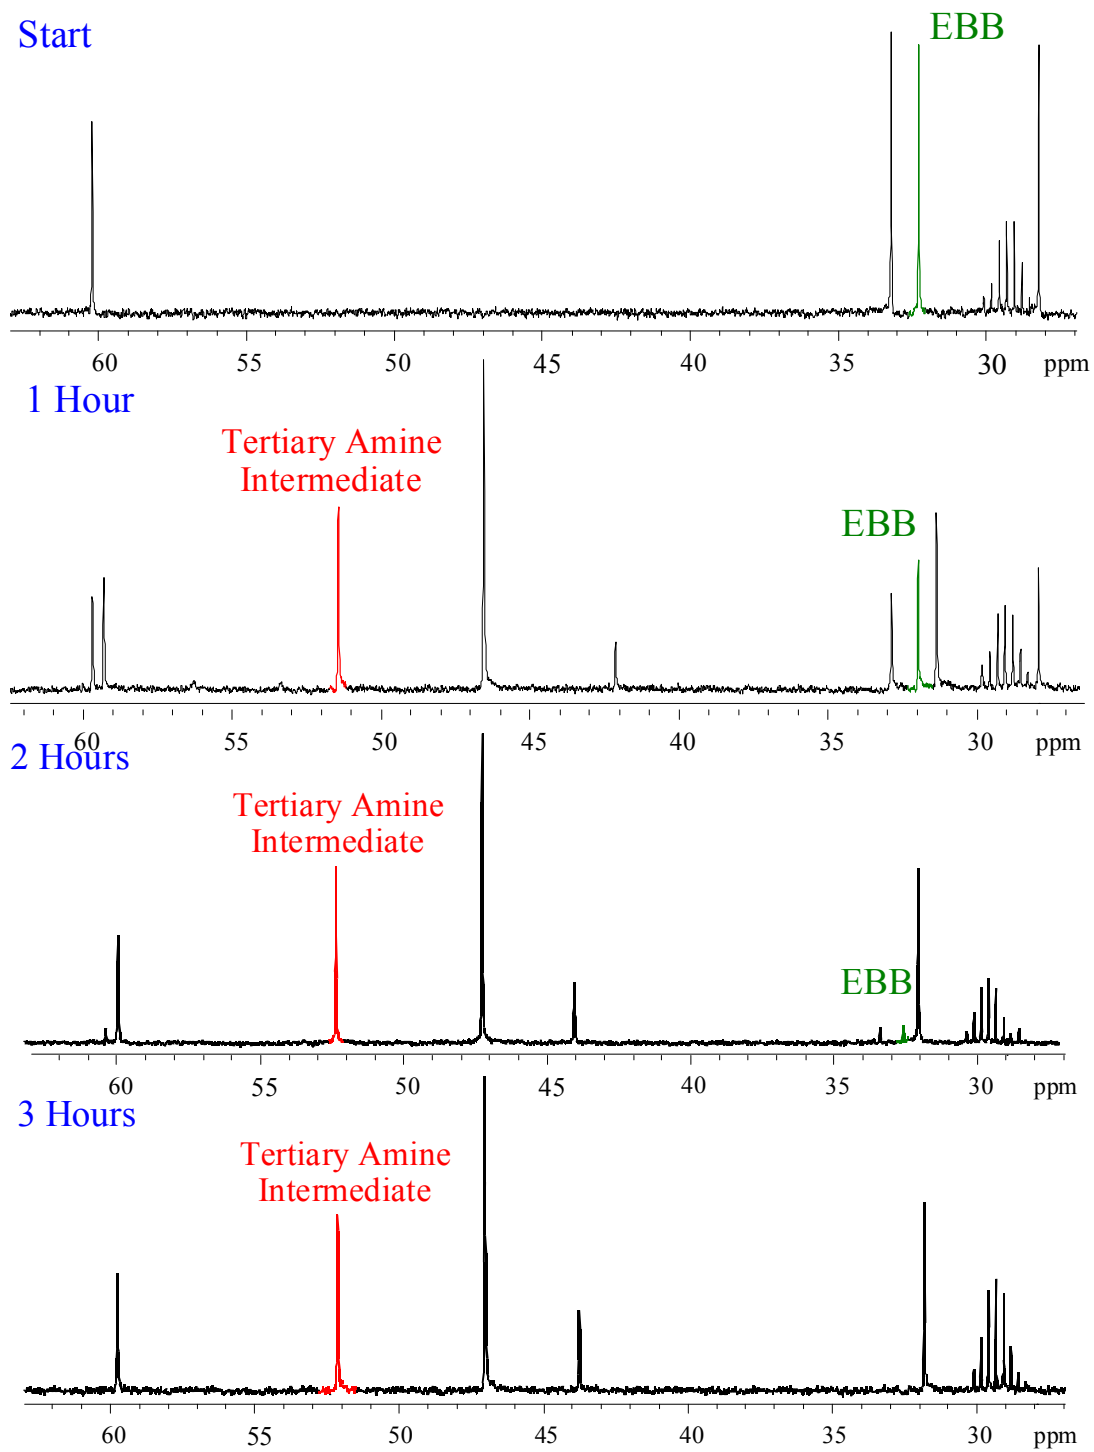 Start
EBB
60 55 50 45 40 35 30 ppm
1 Hour
Tertiary Amine
Intermediate
EBB
60 55 50 45 40 35 30 ppm
2 Hours
Tertiary Amine
Intermediate
EBB
60 55 50 45 40 35 30 ppm
3 Hours
Tertiary Amine
Intermediate
60 55 50 45 40 35 30 ppm